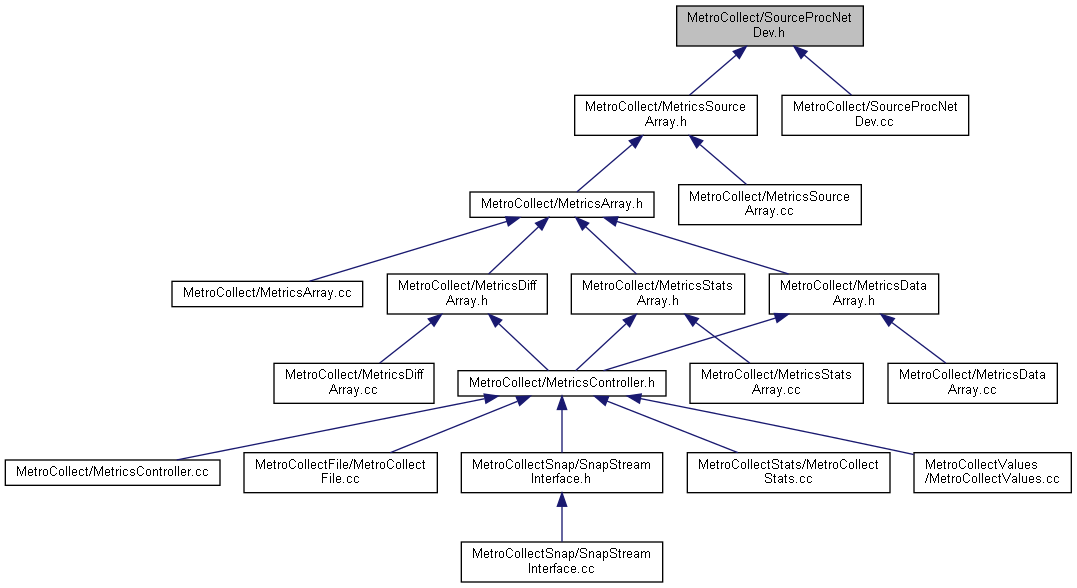 MetroCollect/SourceProcNet
Dev.h
MetroCollect/MetricsSource
Array.h
MetroCollect/SourceProcNet
Dev.cc
MetroCollect/MetricsArray.h
MetroCollect/MetricsSource
Array.cc
MetroCollect/MetricsArray.cc
MetroCollect/MetricsDiff
Array.h
MetroCollect/MetricsStats
Array.h
MetroCollect/MetricsData
Array.h
MetroCollect/MetricsDiff
Array.cc
MetroCollect/MetricsController.h
MetroCollect/MetricsStats
Array.cc
MetroCollect/MetricsData
Array.cc
MetroCollect/MetricsController.cc
MetroCollectFile/MetroCollect
File.cc
MetroCollectSnap/SnapStream
Interface.h
MetroCollectStats/MetroCollect
Stats.cc
MetroCollectValues
/MetroCollectValues.cc
MetroCollectSnap/SnapStream
Interface.cc